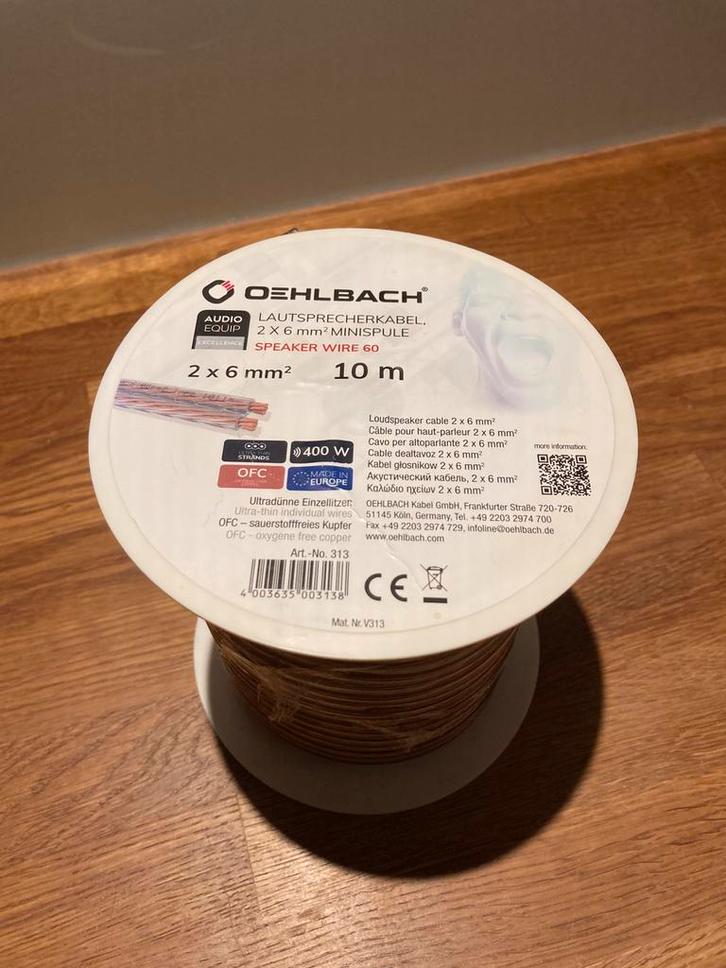 OEHLBACH®
AUDIO
EQUIP
EXCELLENCE
LAUTSPRECHERKABEL,
2 X 6 mm² MINISPULE
SPEAKER WIRE 60
2 x 6 mm² 10 m
Loudspeaker cable 2 x 6 mm²
Câble pour haut-parleur 2 x 6 mm²
Cavo per altoparlante 2 x 6 mm²
Cable dealtavoz 2 x 6 mm²
Kabel głosnikow 2 x 6 mm²
Акустический кабель, 2 x 6 mm²
Καλώδιο ηχείων 2 x 6 mm²
more information:
STRANDS
400 W
OFC
MADE IN
EUROPE
Ultradünne Einzellitzen
Ultra-thin individual wires
OFC – sauerstofffreies Kupfer
OFC - oxygene free copper
OEHLBACH Kabel GmbH, Frankfurter Straße 720-726
51145 Köln, Germany, Tel. +49 2203 2974 700
Fax +49 2203 2974 729, infoline@oehlbach.com
www.oehlbach.com
Art.-No. 313
4 003635 003138
CE
Mat. Nr. V313